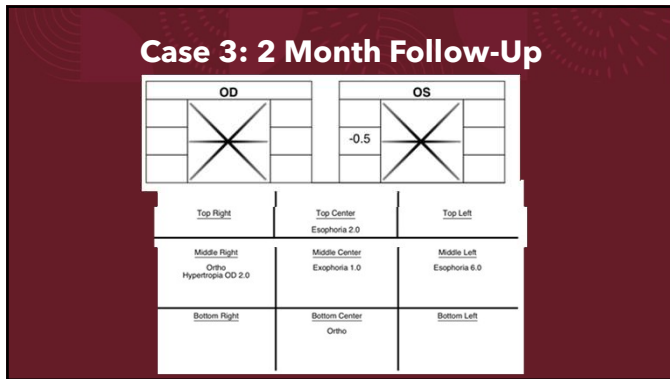 Case 3: 2 Month Follow-Up
OD
OS
-0.5
Top Right
Top Center
Esophoria 2.0
Top Left
Middle Right
Ortho
Hypertropia OD 2.0
Middle Center
Exophoria 1.0
Middle Left
Esophoria 6.0
Bottom Right
Bottom Center
Ortho
Bottom Left